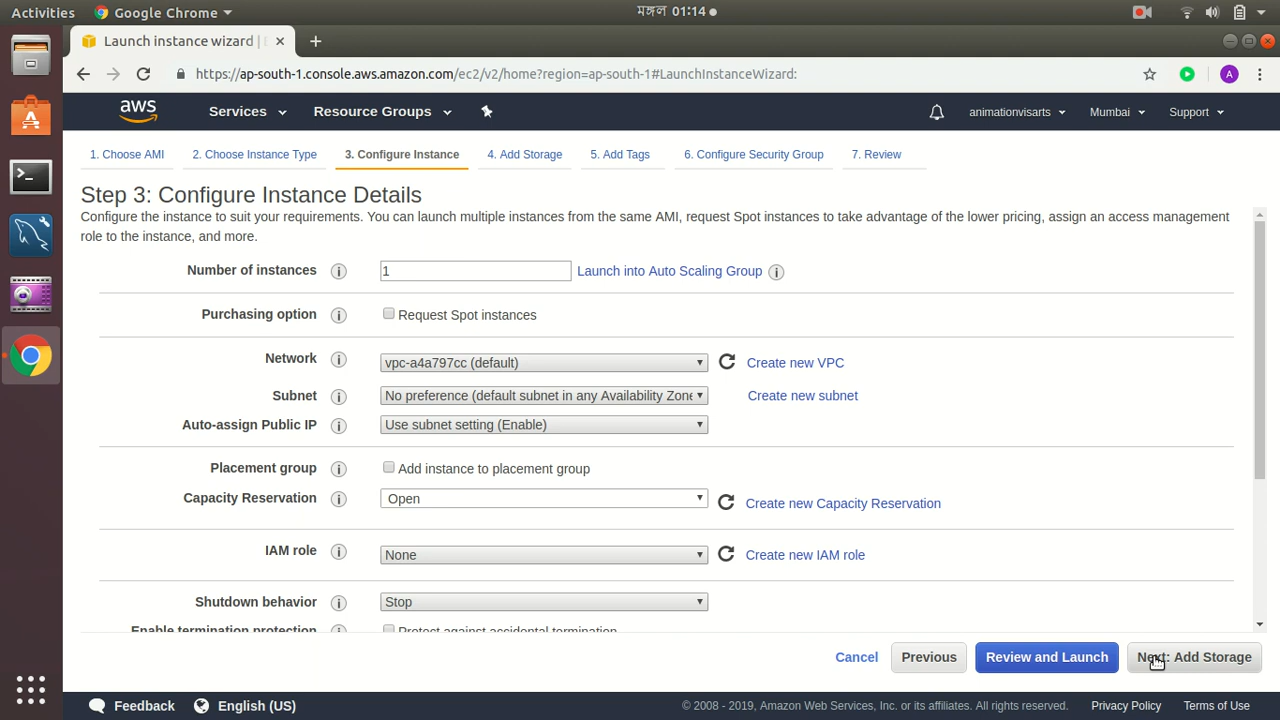 Activities
Google Chrome
মঙ্গল 01:14
Launch instance wizard |
https://ap-south-1.console.aws.amazon.com/ec2/v2/home?region=ap-south-1#LaunchInstanceWizard:
A
aws
Services
Resource Groups
animationvisarts
Mumbai
Support
1. Choose AMI
2. Choose Instance Type
3. Configure Instance
4. Add Storage
5. Add Tags
6. Configure Security Group
7. Review
Step 3: Configure Instance Details
Configure the instance to suit your requirements. You can launch multiple instances from the same AMI, request Spot instances to take advantage of the lower pricing, assign an access management
role to the instance, and more.
Number of instances
1
Launch into Auto Scaling Group
Purchasing option
Request Spot instances
Network
vpc-a4a797cc (default)
Create new VPC
Subnet
No preference (default subnet in any Availability Zone
Create new subnet
Auto-assign Public IP
Use subnet setting (Enable)
Placement group
Add instance to placement group
Capacity Reservation
Open
Create new Capacity Reservation
IAM role
None
Create new IAM role
Shutdown behavior
Stop
Enable termination protection
Protect against accidental termination
Cancel
Previous
Review and Launch
Next: Add Storage
Feedback
English (US)
© 2008 - 2019, Amazon Web Services, Inc. or its affiliates. All rights reserved.
Privacy Policy
Terms of Use